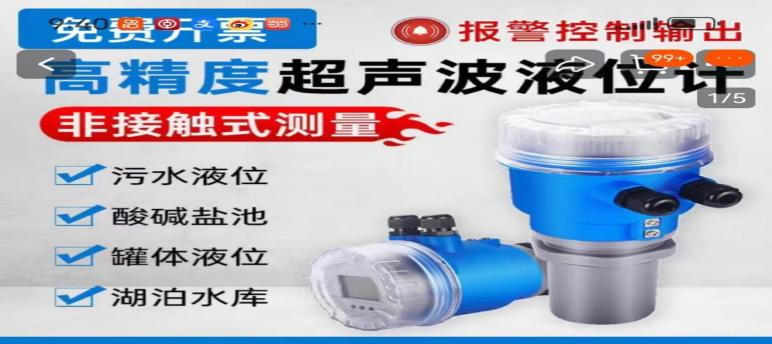 9:40
免费开票
报警控制输出
99+
高精度超声波液位计
1/5
非接触式测量
污水液位
酸碱盐池
罐体液位
湖泊水库